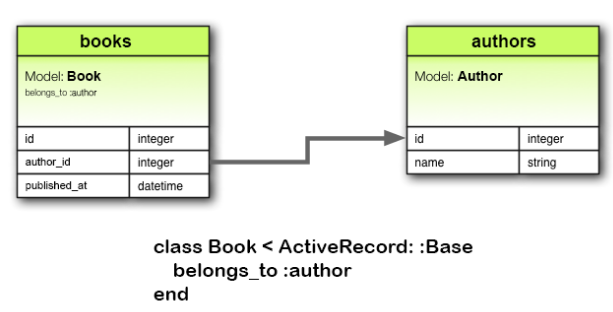 books
Model: Book
belongs_to :author
id integer
author_id integer
published_at datetime
authors
Model: Author
id integer
name string
class Book < ActiveRecord: :Base
belongs_to :author
end